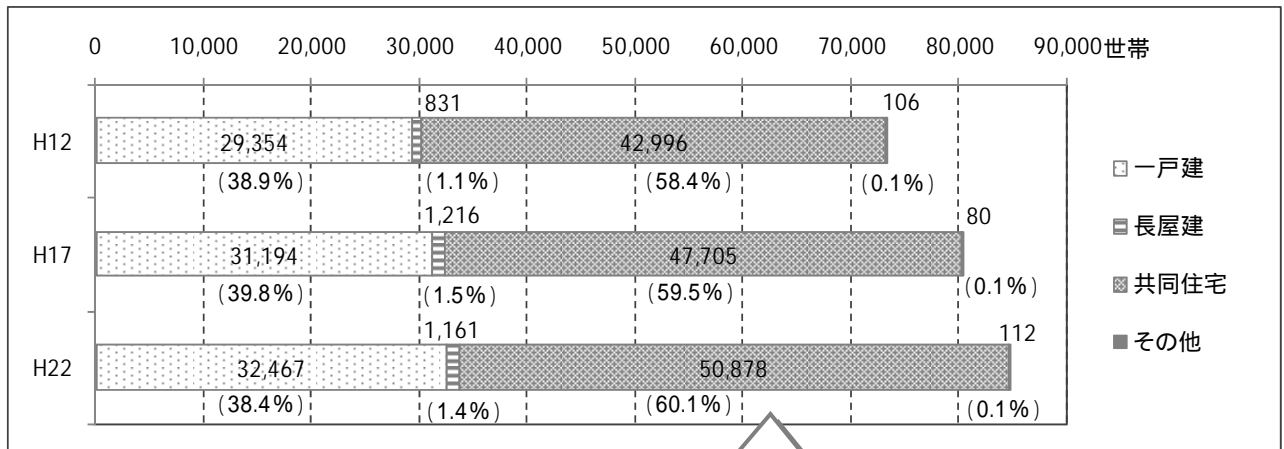 0 10,000 20,000 30,000 40,000 50,000 60,000 70,000 80,000 90,000世帯
831 106
H12 29,354 42,996
(38.9%) (1.1%) (58.4%) (0.1%)
1,216 80
H17 31,194 47,705
(39.8%) (1.5%) (59.5%) (0.1%)
1,161 112
H22 32,467 50,878
(38.4%) (1.4%) (60.1%) (0.1%)
一戸建
長屋建
共同住宅
その他